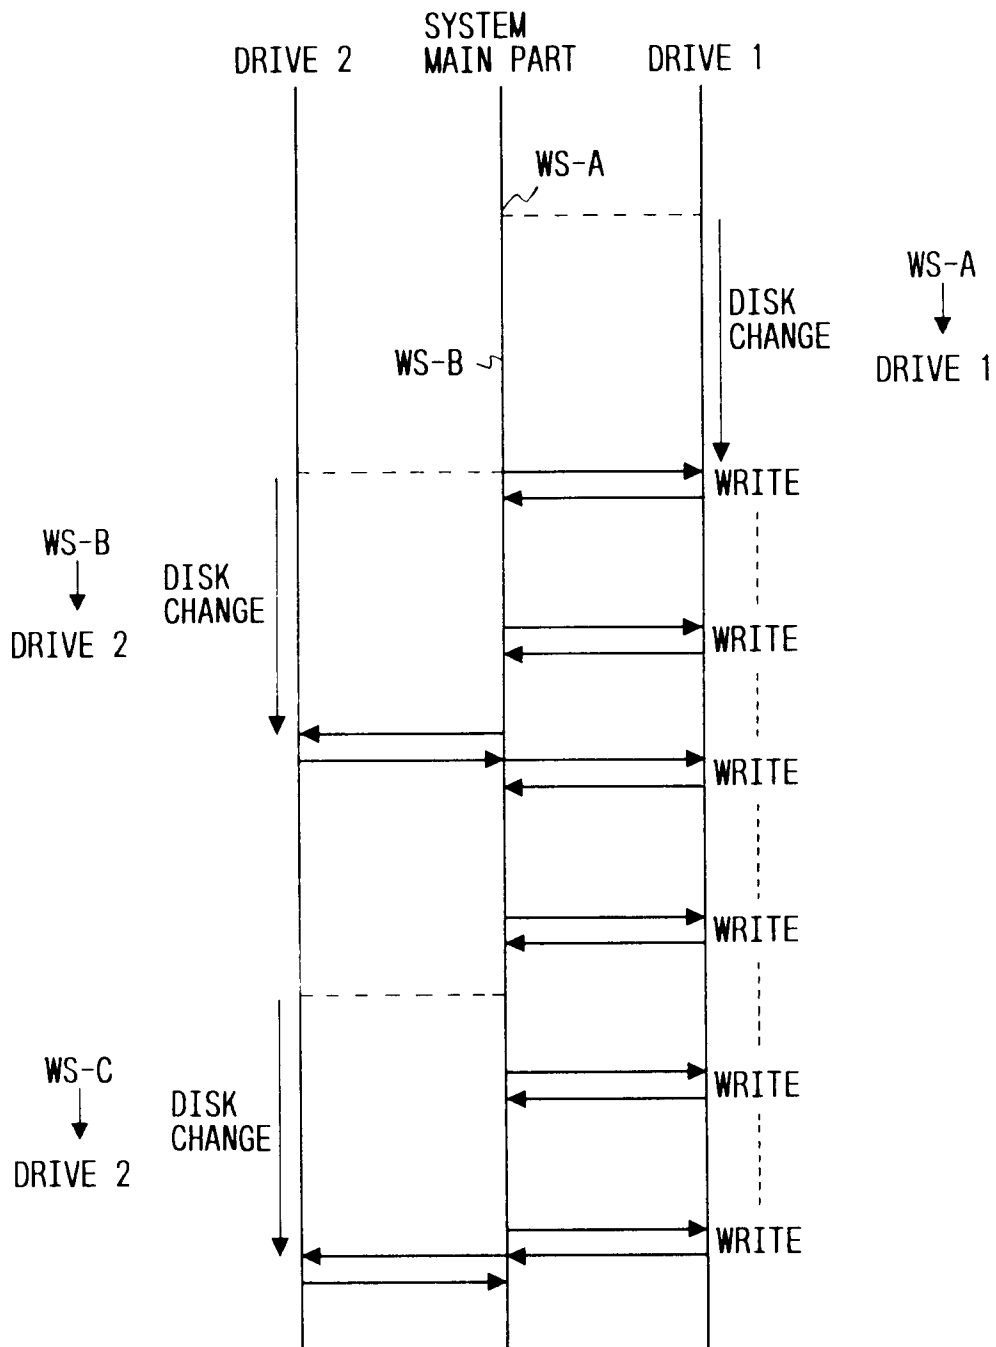 SYSTEM
DRIVE 2 MAIN PART DRIVE 1
WS-A
WS-A
DISK
CHANGE
WS-B
DRIVE 1
WRITE
WS-B
DISK
CHANGE
DRIVE 2
WRITE
WRITE
WRITE
WS-C
WRITE
DISK
CHANGE
DRIVE 2
WRITE